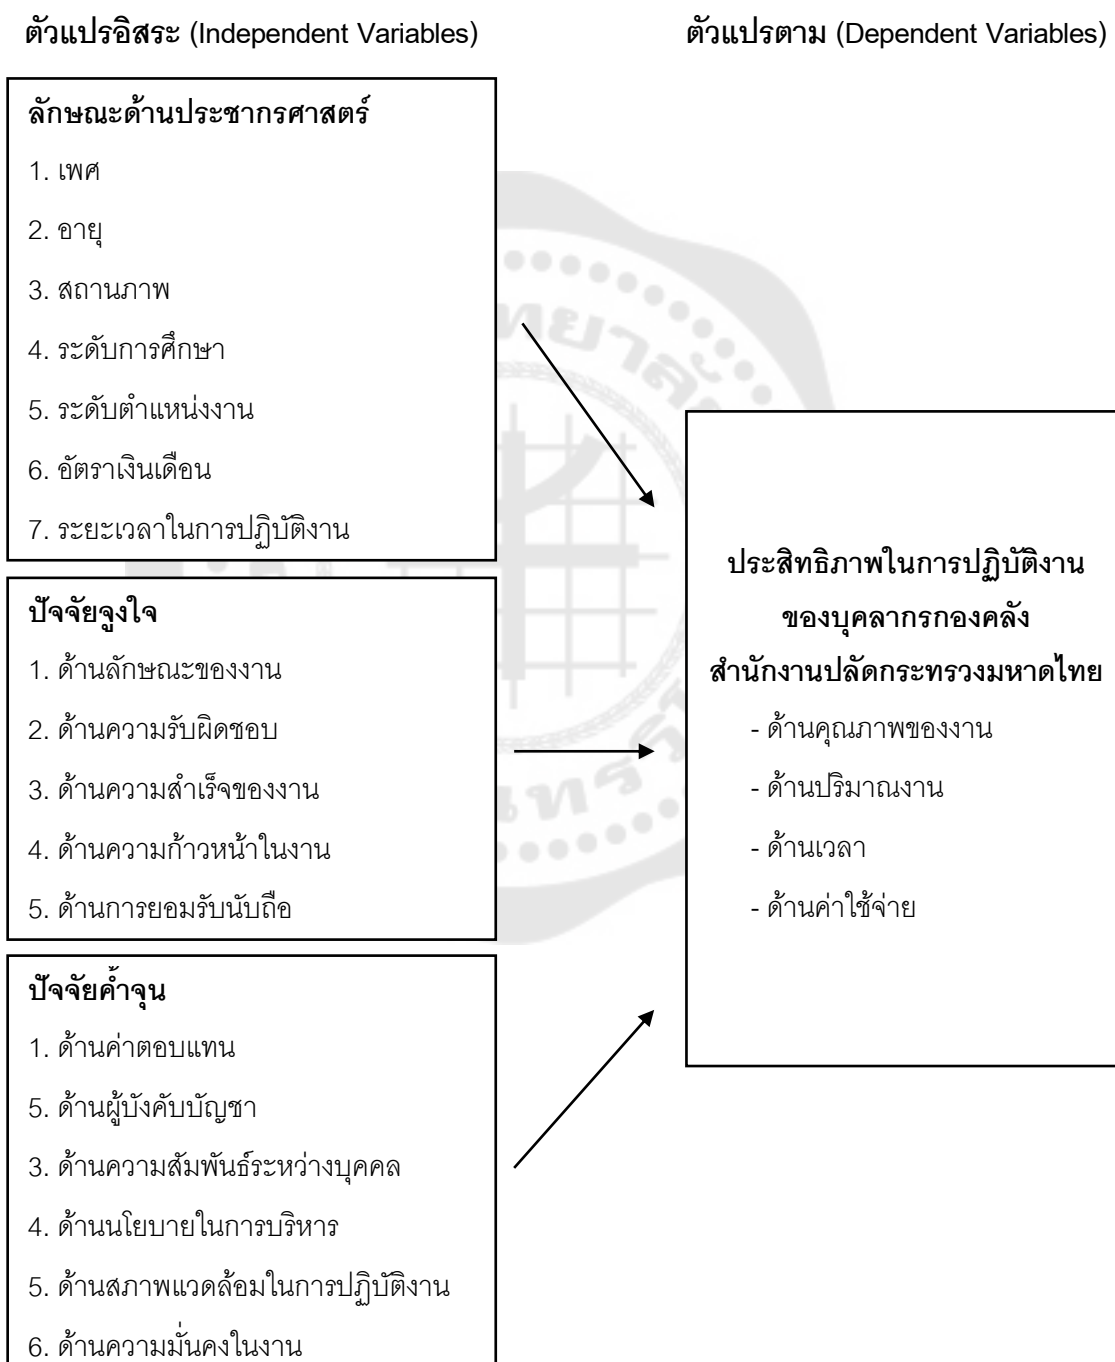 ตัวแปรอิสระ (Independent Variables)
ตัวแปรตาม (Dependent Variables)
ลักษณะด้านประชากรศาสตร์
1. เพศ
2. อายุ
3. สถานภาพ
4. ระดับการศึกษา
5. ระดับตำแหน่งงาน
6. อัตราเงินเดือน
7. ระยะเวลาในการปฏิบัติงาน
ปัจจัยจูงใจ
1. ด้านลักษณะของงาน
2. ด้านความรับผิดชอบ
3. ด้านความสำเร็จของงาน
4. ด้านความก้าวหน้าในงาน
5. ด้านการยอมรับนับถือ
ปัจจัยค้ำจุน
1. ด้านค่าตอบแทน
5. ด้านผู้บังคับบัญชา
3. ด้านความสัมพันธ์ระหว่างบุคคล
4. ด้านนโยบายในการบริหาร
5. ด้านสภาพแวดล้อมในการปฏิบัติงาน
6. ด้านความมั่นคงในงาน
ประสิทธิภาพในการปฏิบัติงาน
ของบุคลากรกองคลัง
สำนักงานปลัดกระทรวงมหาดไทย
- ด้านคุณภาพของงาน
- ด้านปริมาณงาน
- ด้านเวลา
- ด้านค่าใช้จ่าย